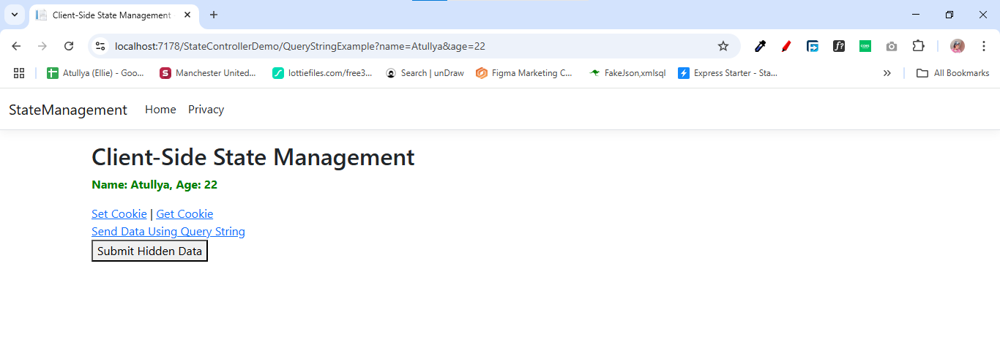 Client-Side State Management
localhost:7178/StateControllerDemo/QueryStringExample?name=Atullya&age=22
f?
Atullya (Ellie) - Goo...
Manchester United...
lottiefiles.com/free3...
Search | unDraw
Figma Marketing C...
FakeJson,xmlsql
Express Starter - Sta...
All Bookmarks
StateManagement Home Privacy
Client-Side State Management
Name: Atullya, Age: 22
Set Cookie | Get Cookie
Send Data Using Query String
Submit Hidden Data